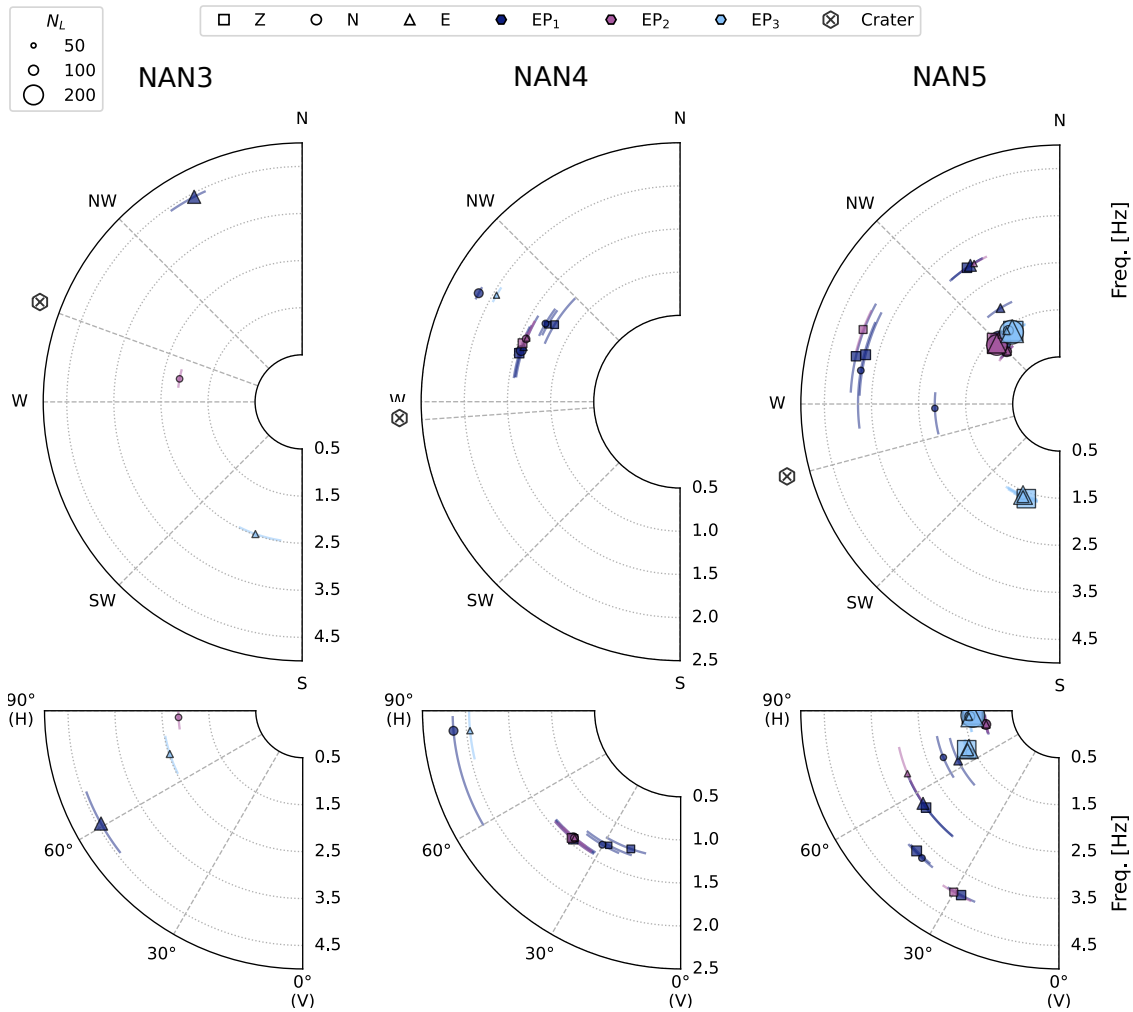 N_L
50
100
200
Z N E EP₁ EP₂ EP₃ Crater
NAN3 NAN4 NAN5
N
NW
W
SW
S
0.5
1.5
2.5
3.5
4.5
N
NW
W
SW
S
0.5
1.0
1.5
2.0
2.5
N
NW
W
SW
S
0.5
1.5
2.5
3.5
4.5
Freq. [Hz]
90°
(H)
60°
30°
0°
(V)
0.5
1.5
2.5
3.5
4.5
90°
(H)
60°
30°
0.5
1.0
1.5
2.0
2.5
0°
(V)
90°
(H)
60°
30°
0°
(V)
0.5
1.5
2.5
3.5
4.5
Freq. [Hz]